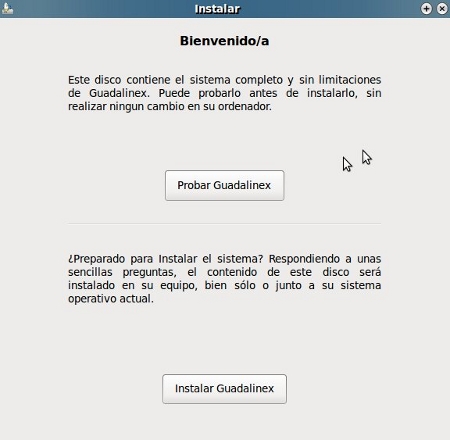 Instalar
Bienvenido/a
Este disco contiene el sistema completo y sin limitaciones
de Guadalinex. Puede probarlo antes de instalarlo, sin
realizar ningun cambio en su ordenador.
Probar Guadalinex
¿Preparado para Instalar el sistema? Respondiendo a unas
sencillas preguntas, el contenido de este disco será
instalado en su equipo, bien sólo o junto a su sistema
operativo actual.
Instalar Guadalinex